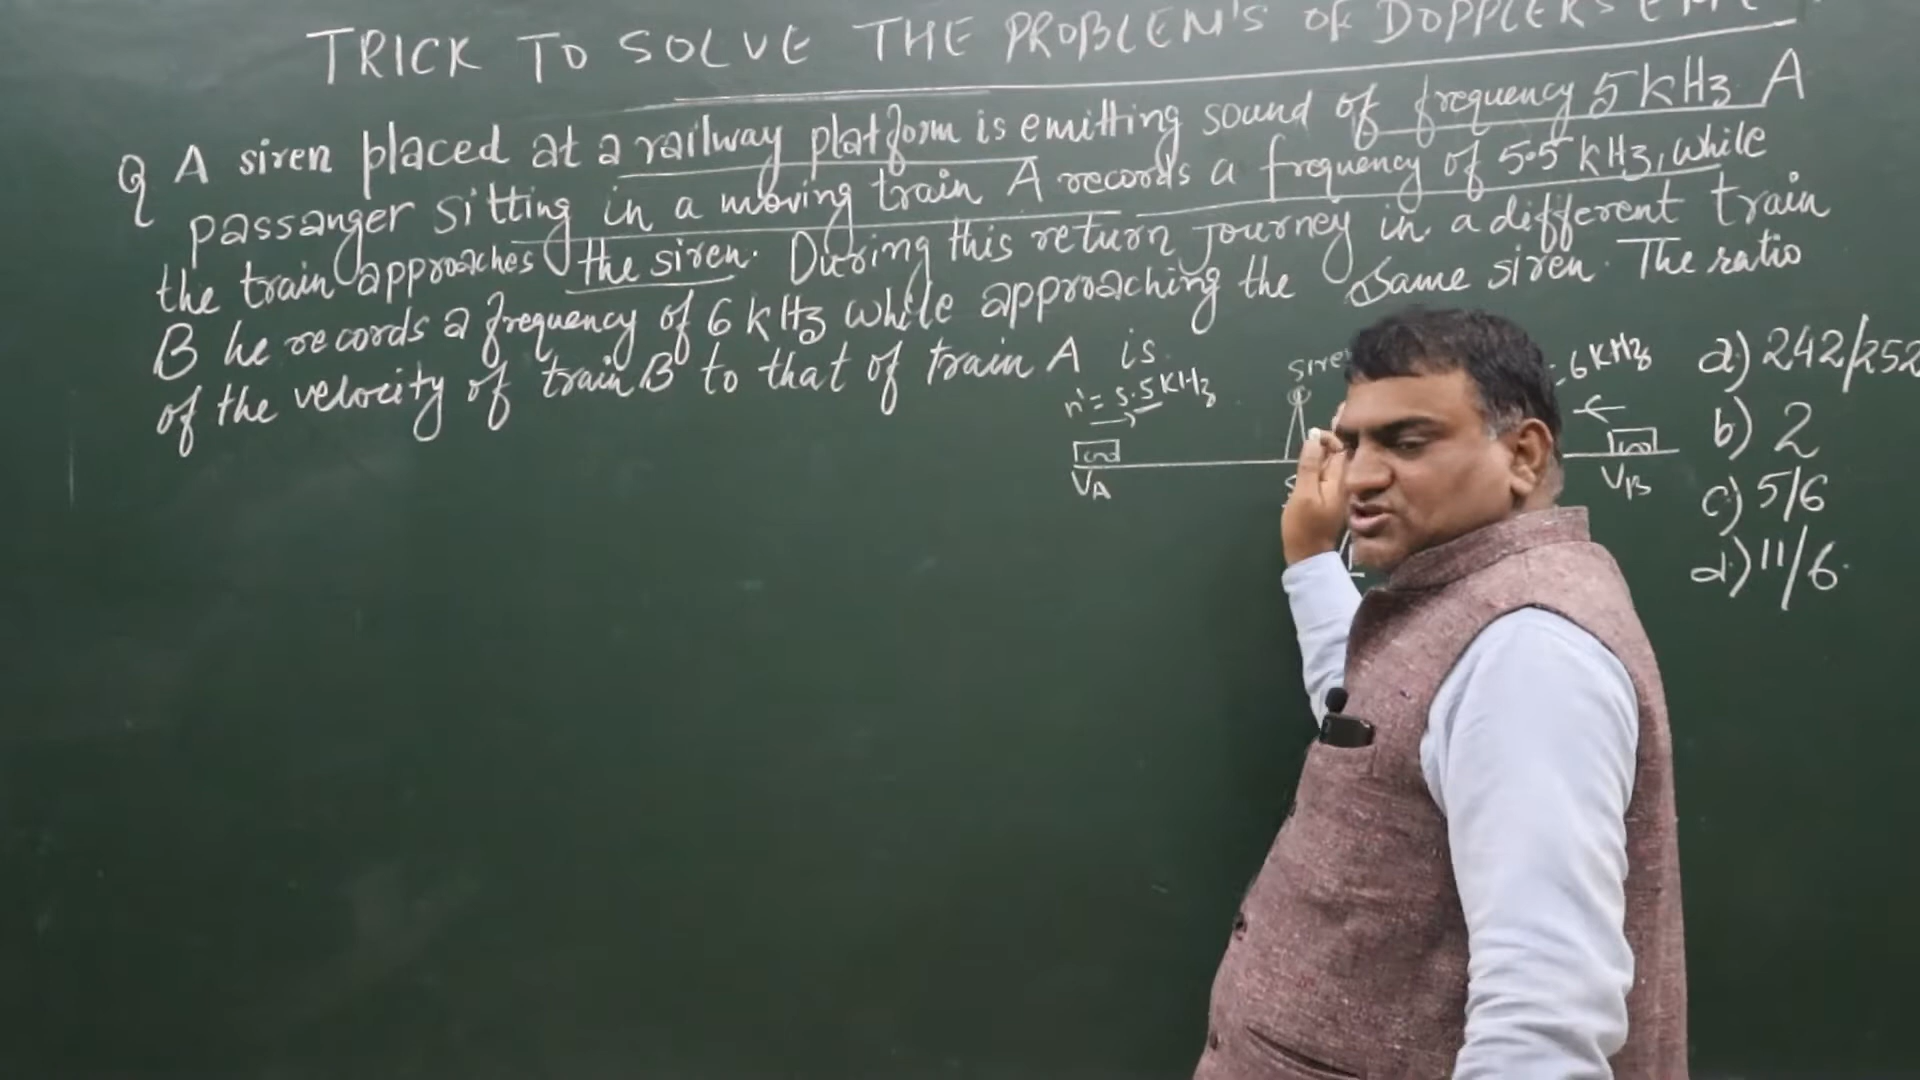 TRICK TO SOLVE THE PROBLEM'S OF DOPPLER'S
Q A siren placed at a railway platform is emitting sound of frequency 5 kHz A
passanger sitting in a moving train A records a frequency of 5.5 kHz, while
the train approaches the siren. During this return journey in a different train
B he records a frequency of 6 kHz while approaching the same siren. The ratio
of the velocity of train B to that of train A is
n' = 5.5 KHz
VA
6KHz
VB
a) 242/252
b) 2
c) 5/6
d) 11/6